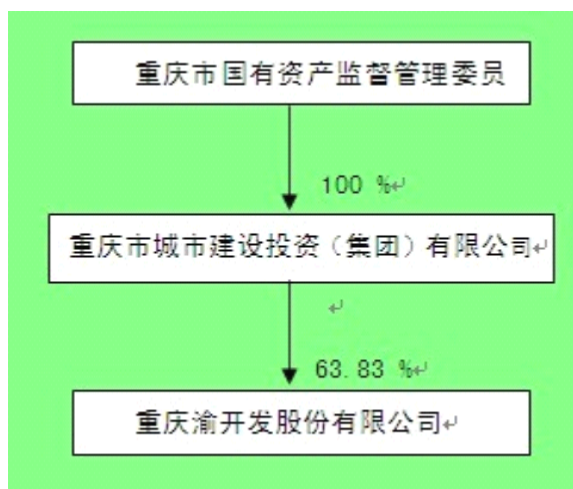 重庆市国有资产监督管理委员
100 %
重庆市城市建设投资（集团）有限公司
63.83 %
重庆渝开发股份有限公司